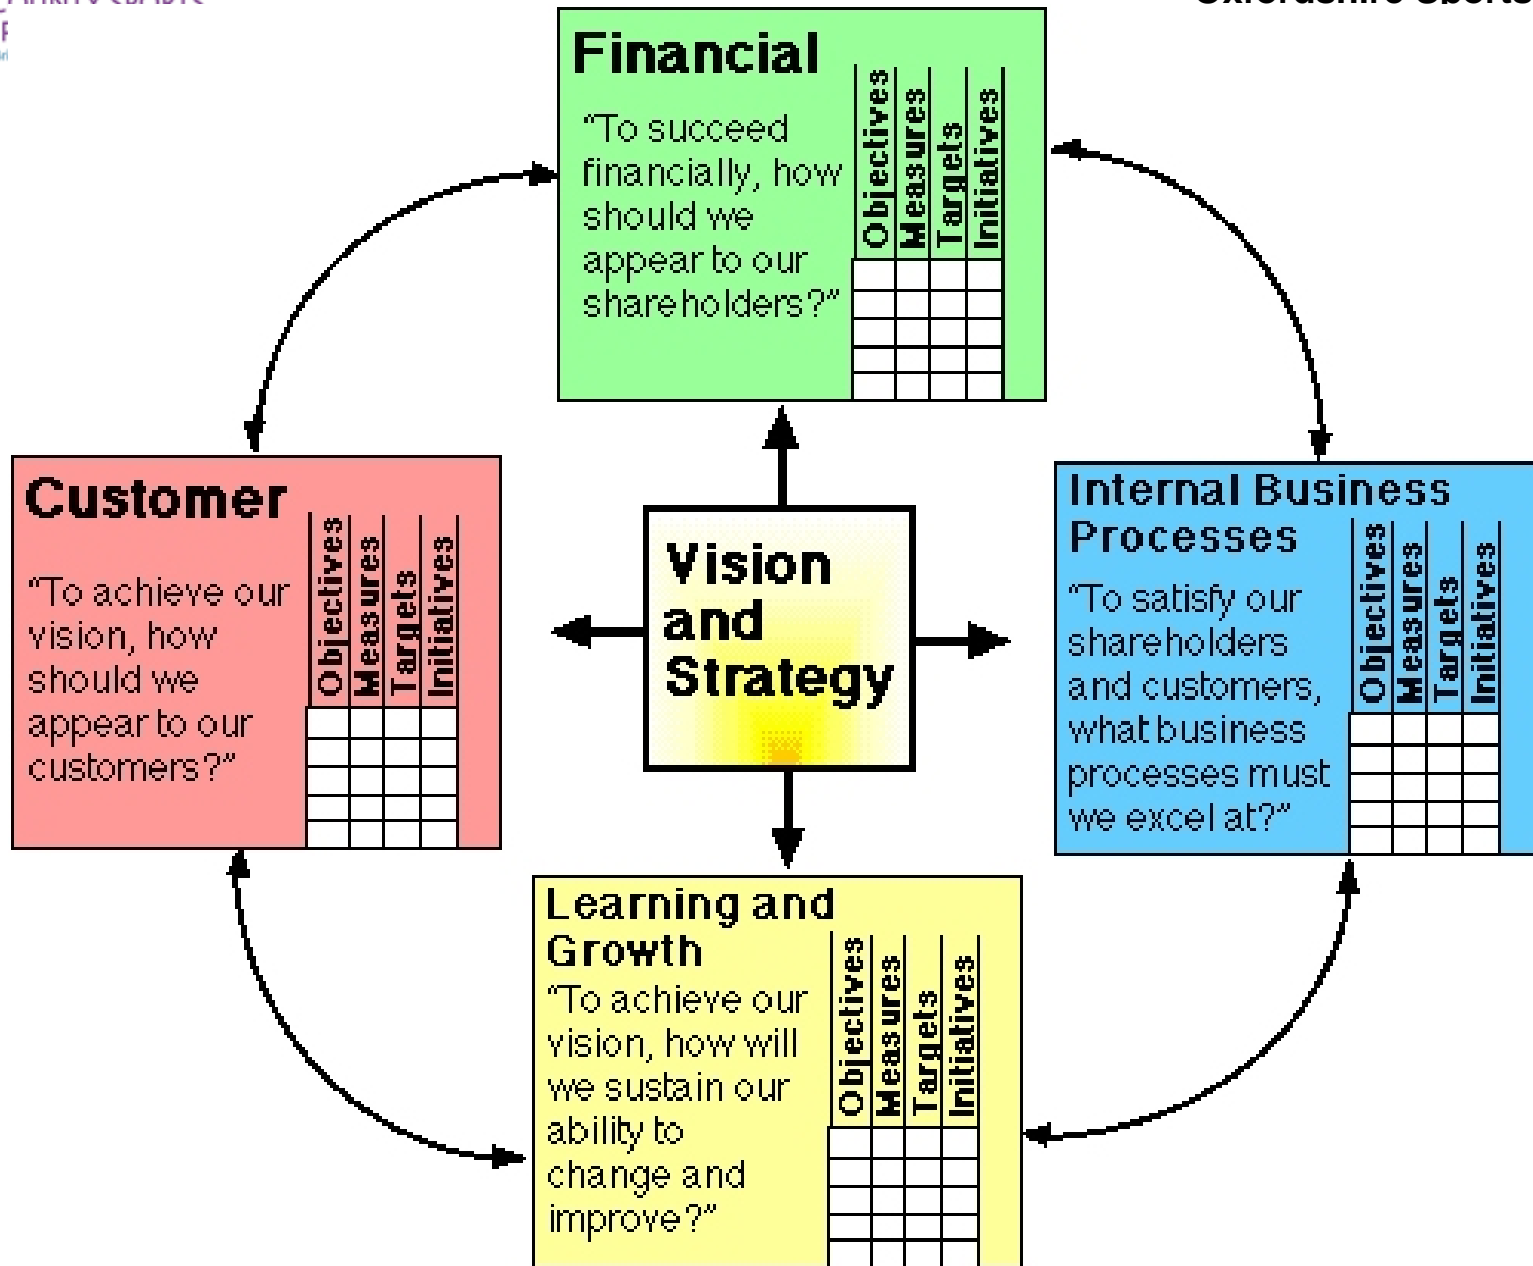 Oxfordshire Sports
Financial
Objectives
Measures
Targets
Initiatives
“To succeed
financially, how
should we
appear to our
shareholders?”
Customer
Objectives
Measures
Targets
Initiatives
“To achieve our
vision, how
should we
appear to our
customers?”
Vision
and
Strategy
Internal Business
Processes
Objectives
Measures
Targets
Initiatives
“To satisfy our
shareholders
and customers,
what business
processes must
we excel at?”
Learning and
Growth
Objectives
Measures
Targets
Initiatives
“To achieve our
vision, how will
we sustain our
ability to
change and
improve?”